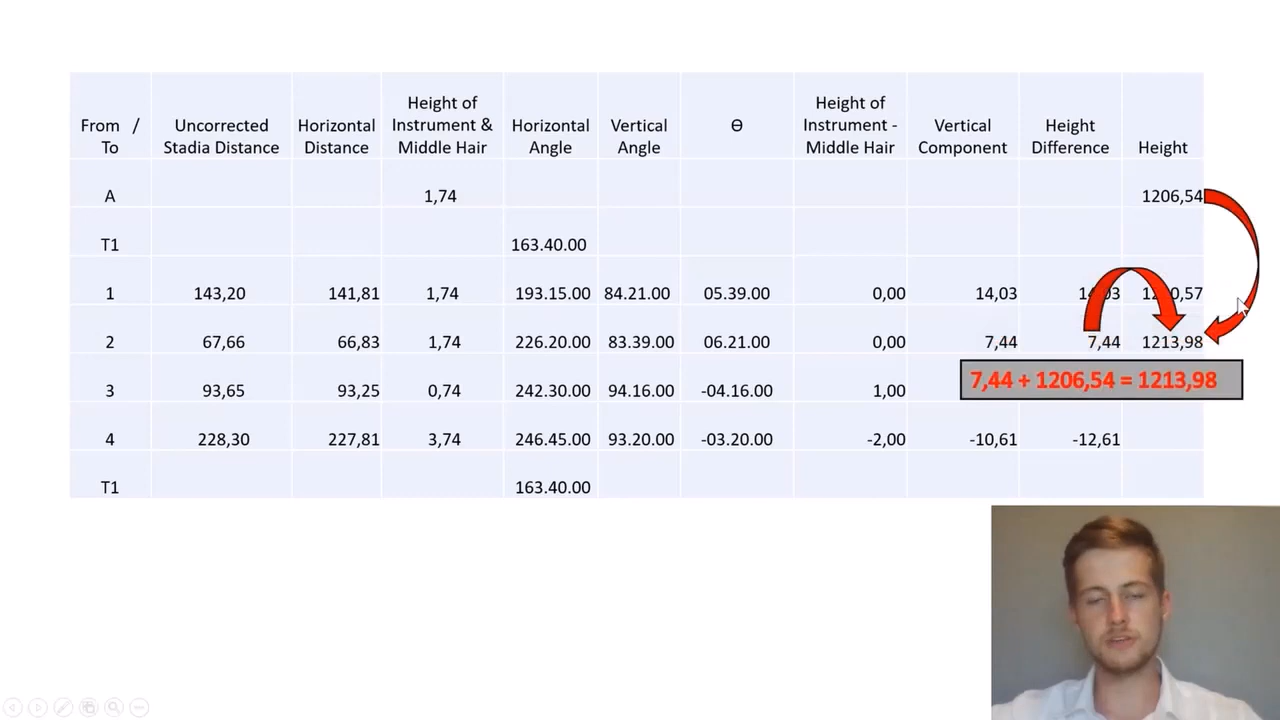 From / To | Uncorrected Stadia Distance | Horizontal Distance | Height of Instrument & Middle Hair | Horizontal Angle | Vertical Angle | Ɵ | Height of Instrument - Middle Hair | Vertical Component | Height Difference | Height
A 1,74 1206,54
T1 163.40.00
1 143,20 141,81 1,74 193.15.00 84.21.00 05.39.00 0,00 14,03
2 67,66 66,83 1,74 226.20.00 83.39.00 06.21.00 0,00 7,44 7,44 1213,98
3 93,65 93,25 0,74 242.30.00 94.16.00 -04.16.00 1,00
7,44 + 1206,54 = 1213,98
4 228,30 227,81 3,74 246.45.00 93.20.00 -03.20.00 -2,00 -10,61 -12,61
T1 163.40.00